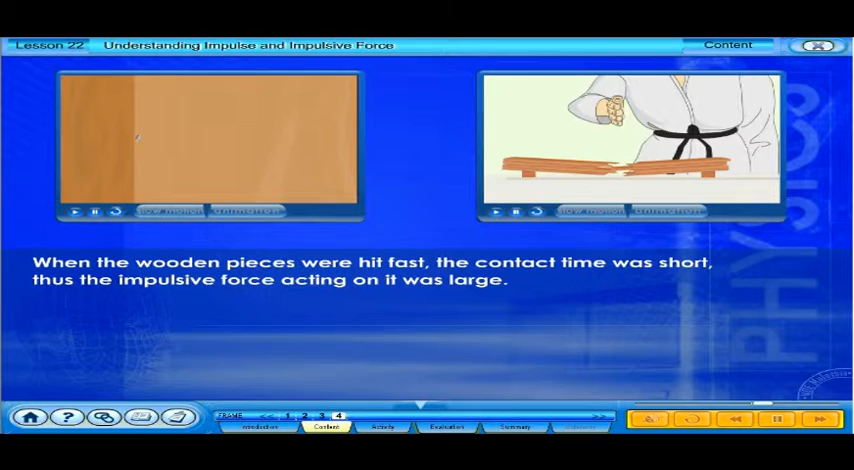 Lesson 22
Understanding Impulse and Impulsive Force
Content
slow motion
animation
slow motion
animation
When the wooden pieces were hit fast, the contact time was short,
thus the impulsive force acting on it was large.
PHYSICS
FRAME << 1 2 3 4 >>
Introduction
Content
Activity
Evaluation
Summary